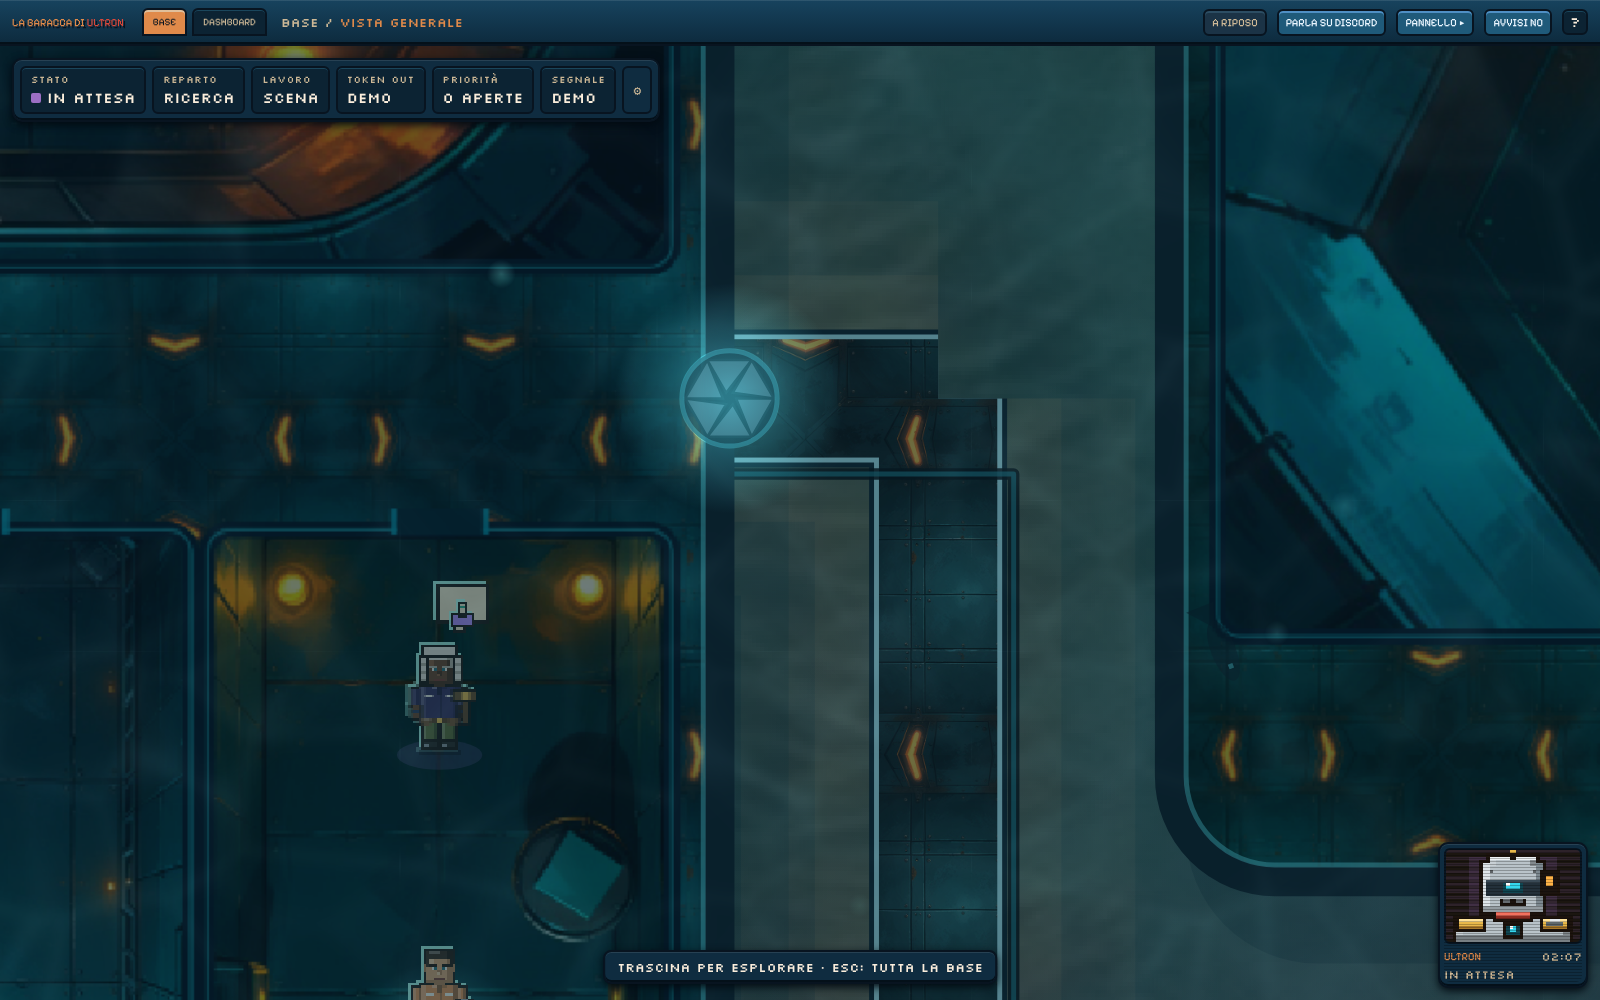 LA BARACCA DI ULTRON
BASE
DASHBOARD
BASE / VISTA GENERALE
A RIPOSO
PARLA SU DISCORD
PANNELLO ▸
AVVISI NO
?
STATO
IN ATTESA
REPARTO
RICERCA
LAVORO
SCENA
TOKEN OUT
DEMO
PRIORITÀ
0 APERTE
SEGNALE
DEMO
TRASCINA PER ESPLORARE · ESC: TUTTA LA BASE
ULTRON 02:07
IN ATTESA